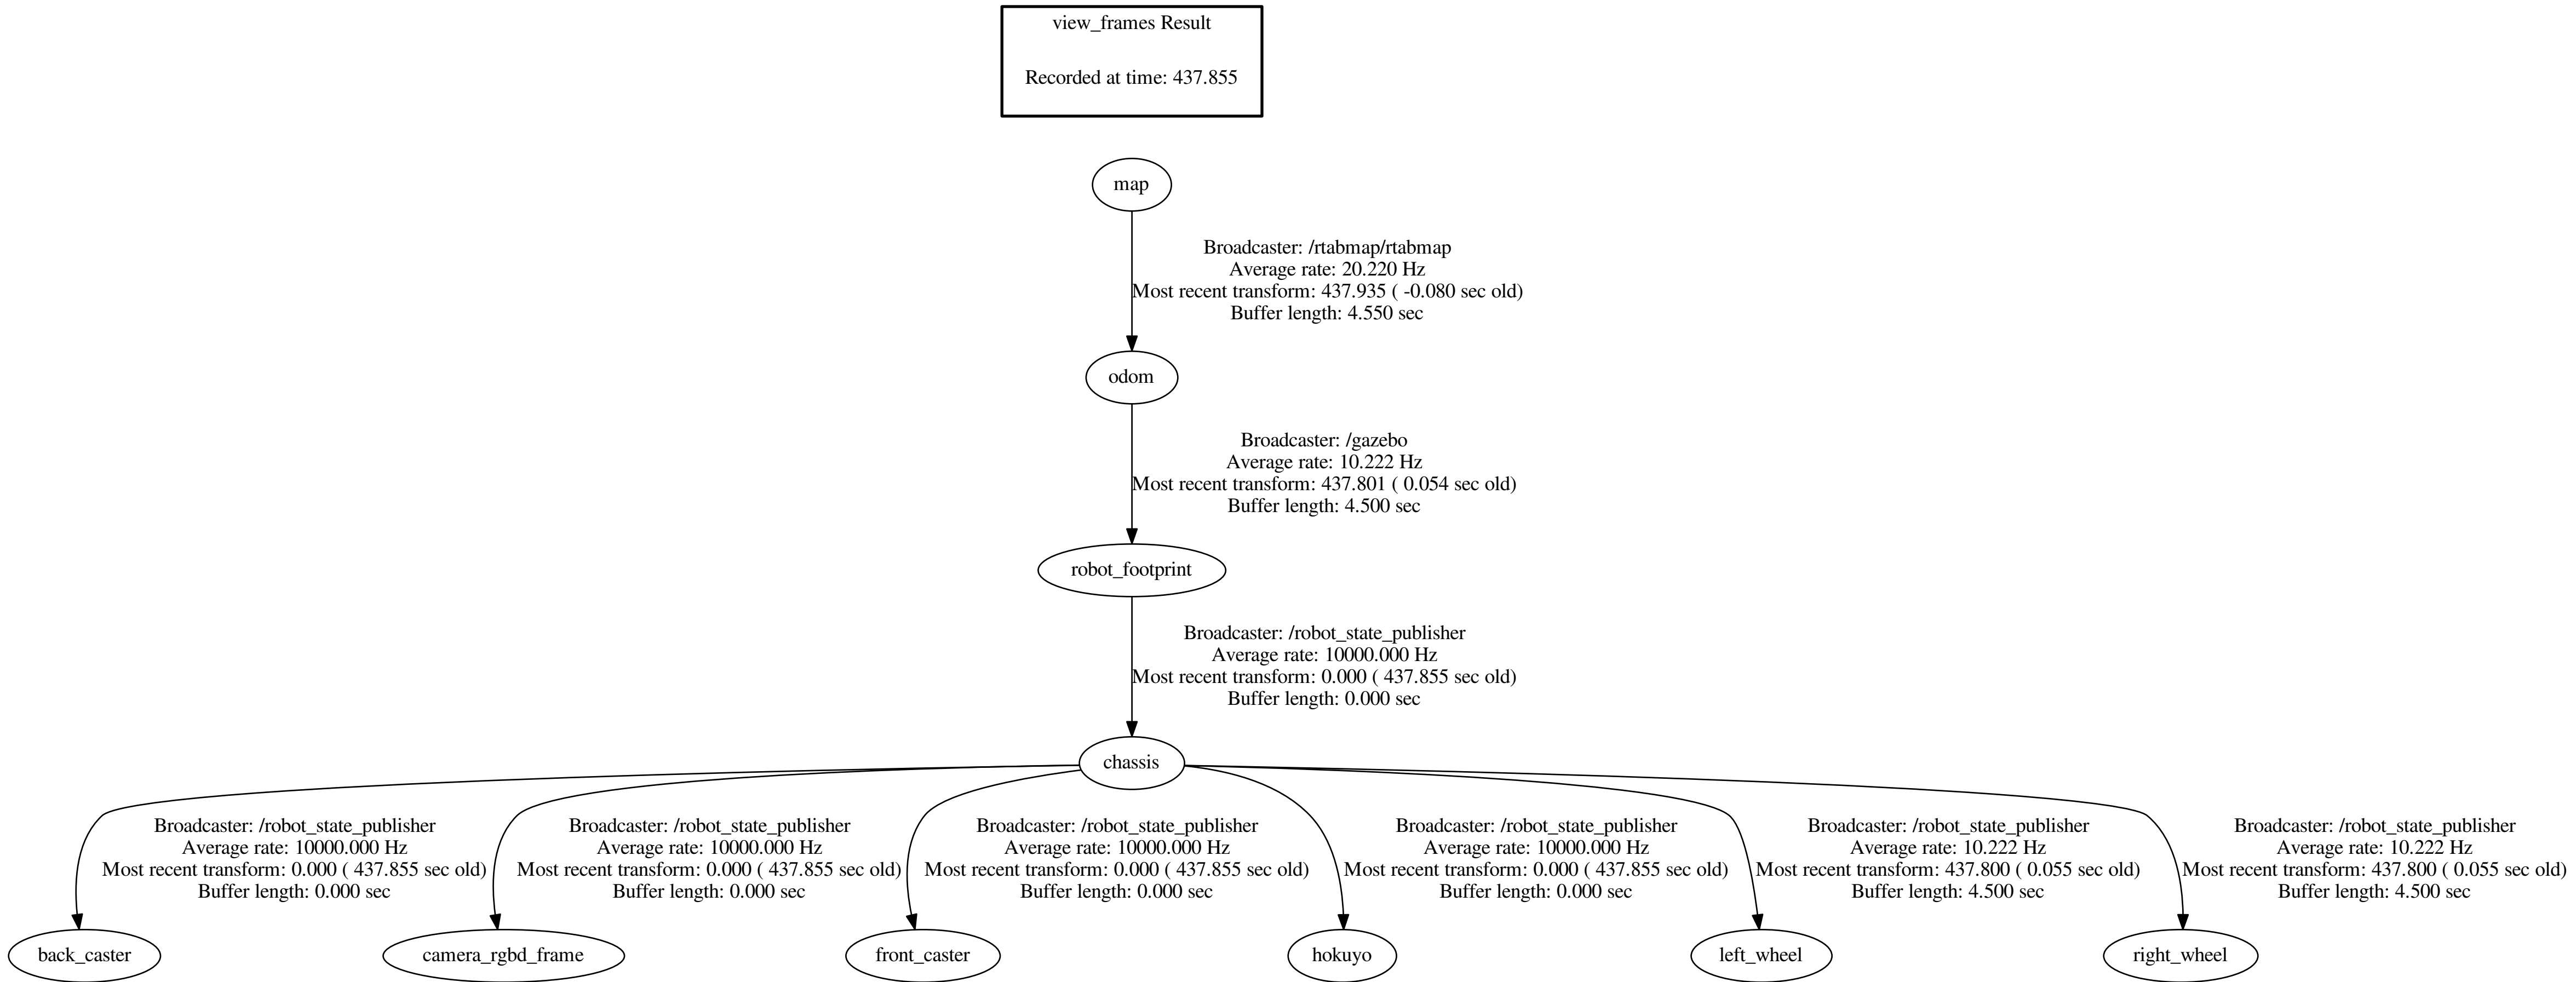 view_frames Result
Recorded at time: 437.855
map
Broadcaster: /rtabmap/rtabmap
Average rate: 20.220 Hz
Most recent transform: 437.935 ( -0.080 sec old)
Buffer length: 4.550 sec
odom
Broadcaster: /gazebo
Average rate: 10.222 Hz
Most recent transform: 437.801 ( 0.054 sec old)
Buffer length: 4.500 sec
robot_footprint
Broadcaster: /robot_state_publisher
Average rate: 10000.000 Hz
Most recent transform: 0.000 ( 437.855 sec old)
Buffer length: 0.000 sec
chassis
Broadcaster: /robot_state_publisher
Average rate: 10000.000 Hz
Most recent transform: 0.000 ( 437.855 sec old)
Buffer length: 0.000 sec
Broadcaster: /robot_state_publisher
Average rate: 10000.000 Hz
Most recent transform: 0.000 ( 437.855 sec old)
Buffer length: 0.000 sec
Broadcaster: /robot_state_publisher
Average rate: 10000.000 Hz
Most recent transform: 0.000 ( 437.855 sec old)
Buffer length: 0.000 sec
Broadcaster: /robot_state_publisher
Average rate: 10000.000 Hz
Most recent transform: 0.000 ( 437.855 sec old)
Buffer length: 0.000 sec
Broadcaster: /robot_state_publisher
Average rate: 10.222 Hz
Most recent transform: 437.800 ( 0.055 sec old)
Buffer length: 4.500 sec
Broadcaster: /robot_state_publisher
Average rate: 10.222 Hz
Most recent transform: 437.800 ( 0.055 sec old)
Buffer length: 4.500 sec
back_caster
camera_rgbd_frame
front_caster
hokuyo
left_wheel
right_wheel